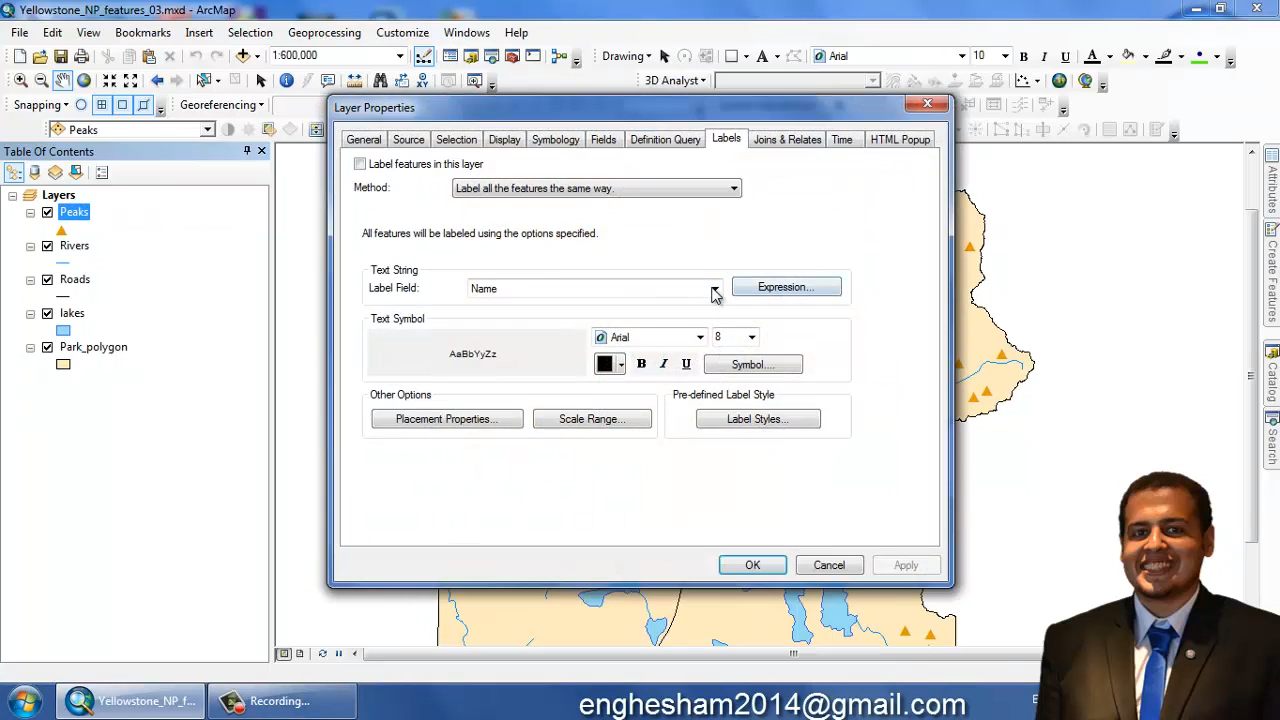 Yellowstone_NP_features_03.mxd - ArcMap
File Edit View Bookmarks Insert Selection Geoprocessing Customize Windows Help
1:600,000 Drawing A Arial 10 B I U A
3D Analyst
Snapping Georeferencing
Peaks
Table Of Contents
Layers
Peaks
Rivers
Roads
lakes
Park_polygon
Layer Properties
General Source Selection Display Symbology Fields Definition Query Labels Joins & Relates Time HTML Popup
Label features in this layer
Method: Label all the features the same way.
All features will be labeled using the options specified.
Text String
Label Field: Name Expression...
Text Symbol
AaBbYyZz
Arial 8
B I U Symbol....
Other Options
Placement Properties... Scale Range...
Pre-defined Label Style
Label Styles...
OK Cancel Apply
Attributes
Create Features
Catalog
Search
Yellowstone_NP_f...
Recording...
enghesham2014@gmail.com